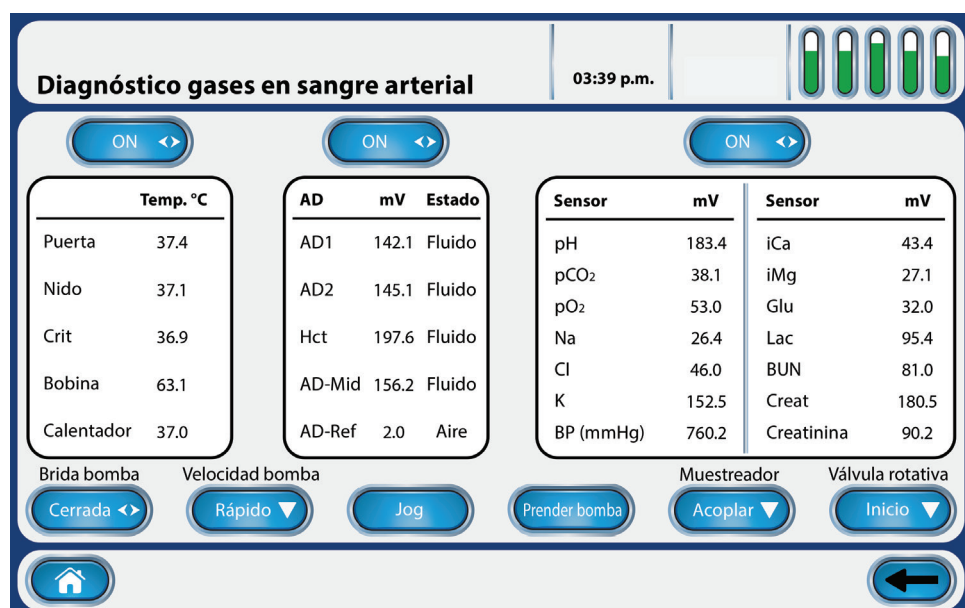 Diagnóstico gases en sangre arterial
03:39 p.m.
ON
ON
ON
Temp. °C
Puerta 37.4
Nido 37.1
Crit 36.9
Bobina 63.1
Calentador 37.0
AD mV Estado
AD1 142.1 Fluido
AD2 145.1 Fluido
Hct 197.6 Fluido
AD-Mid 156.2 Fluido
AD-Ref 2.0 Aire
Sensor mV
pH 183.4
pCO₂ 38.1
pO₂ 53.0
Na 26.4
Cl 46.0
K 152.5
BP (mmHg) 760.2
Sensor mV
iCa 43.4
iMg 27.1
Glu 32.0
Lac 95.4
BUN 81.0
Creat 180.5
Creatinina 90.2
Brida bomba
Cerrada
Velocidad bomba
Rápido
Jog
Prender bomba
Muestreador
Acoplar
Válvula rotativa
Inicio